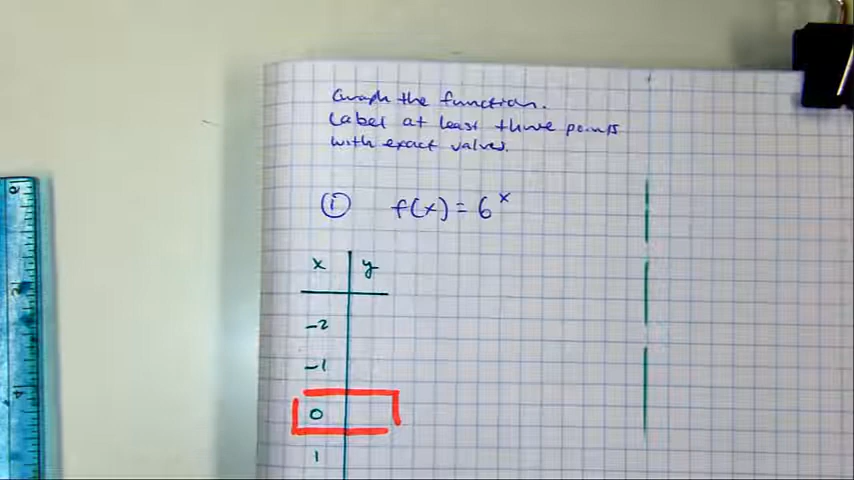 Graph the function.
Label at least three points
with exact values.
① f(x) = 6^x
x y
-2
-1
0
1